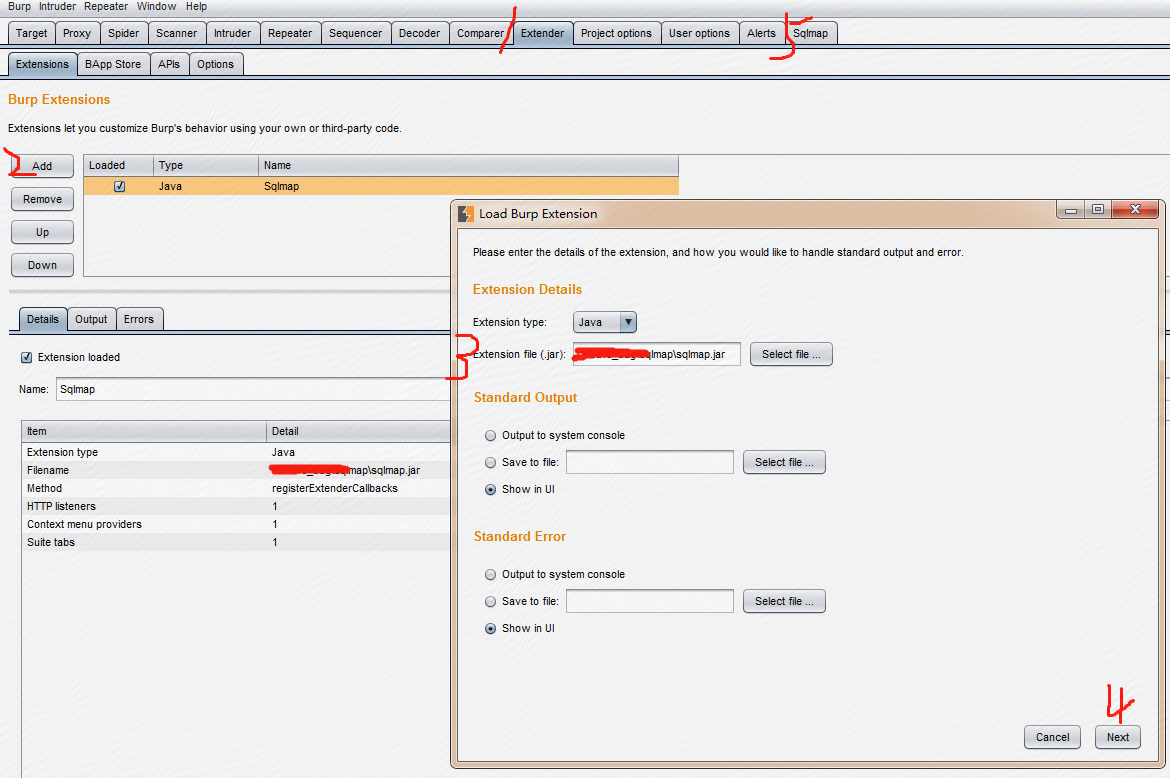 Burp Intruder Repeater Window Help
Target Proxy Spider Scanner Intruder Repeater Sequencer Decoder Comparer Extender Project options User options Alerts Sqlmap
1
5
Extensions BApp Store APIs Options
Burp Extensions
Extensions let you customize Burp's behavior using your own or third-party code.
2
Add
Remove
Up
Down
Loaded Type Name
Java Sqlmap
Details Output Errors
Extension loaded
Name: Sqlmap
Item Detail
Extension type Java
Filename map\sqlmap.jar
Method registerExtenderCallbacks
HTTP listeners 1
Context menu providers 1
Suite tabs 1
Load Burp Extension
Please enter the details of the extension, and how you would like to handle standard output and error.
Extension Details
Extension type: Java
3
Extension file (.jar): sqlmap\sqlmap.jar Select file ...
Standard Output
Output to system console
Save to file: Select file ...
Show in UI
Standard Error
Output to system console
Save to file: Select file ...
Show in UI
4
Cancel Next